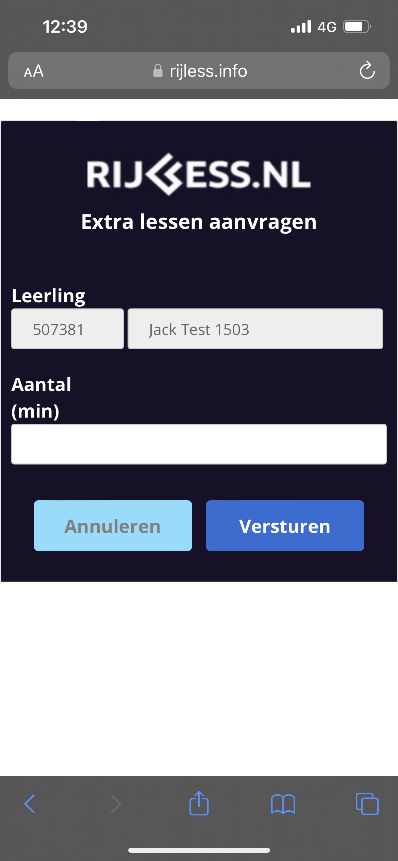 12:39
4G
AA
rijless.info
RIJLESS.NL
Extra lessen aanvragen
Leerling
507381
Jack Test 1503
Aantal
(min)
Annuleren
Versturen